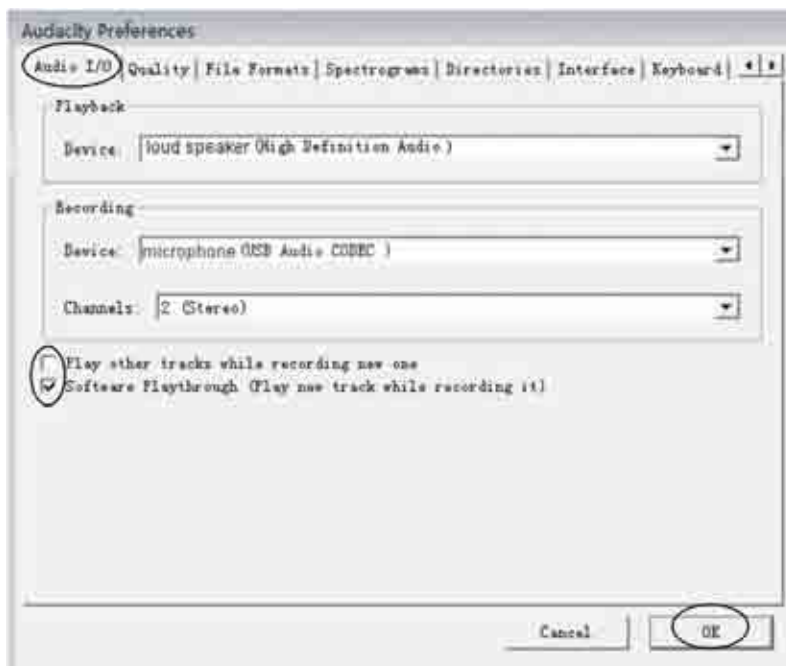 Audacity Preferences
Audio I/O Quality File Formats Spectrograms Directories Interface Keyboard
Playback
Device: loud speaker (High Definition Audio )
Recording
Device: microphone (USB Audio CODEC )
Channels: 2 (Stereo)
Play other tracks while recording new one
Software Playthrough (Play new track while recording it)
Cancel OK